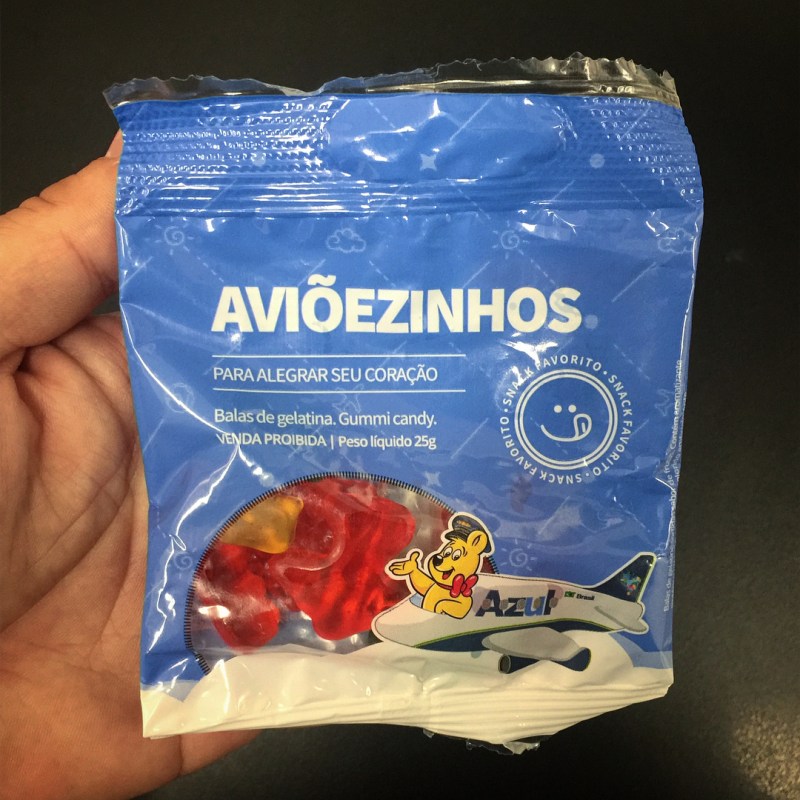 AVIÕEZINHOS
PARA ALEGRAR SEU CORAÇÃO
Balas de gelatina. Gummi candy.
VENDA PROIBIDA | Peso líquido 25g
SNACK FAVORITO • SNACK FAVORITO • SNACK FAVORITO •
Azul
Brasil